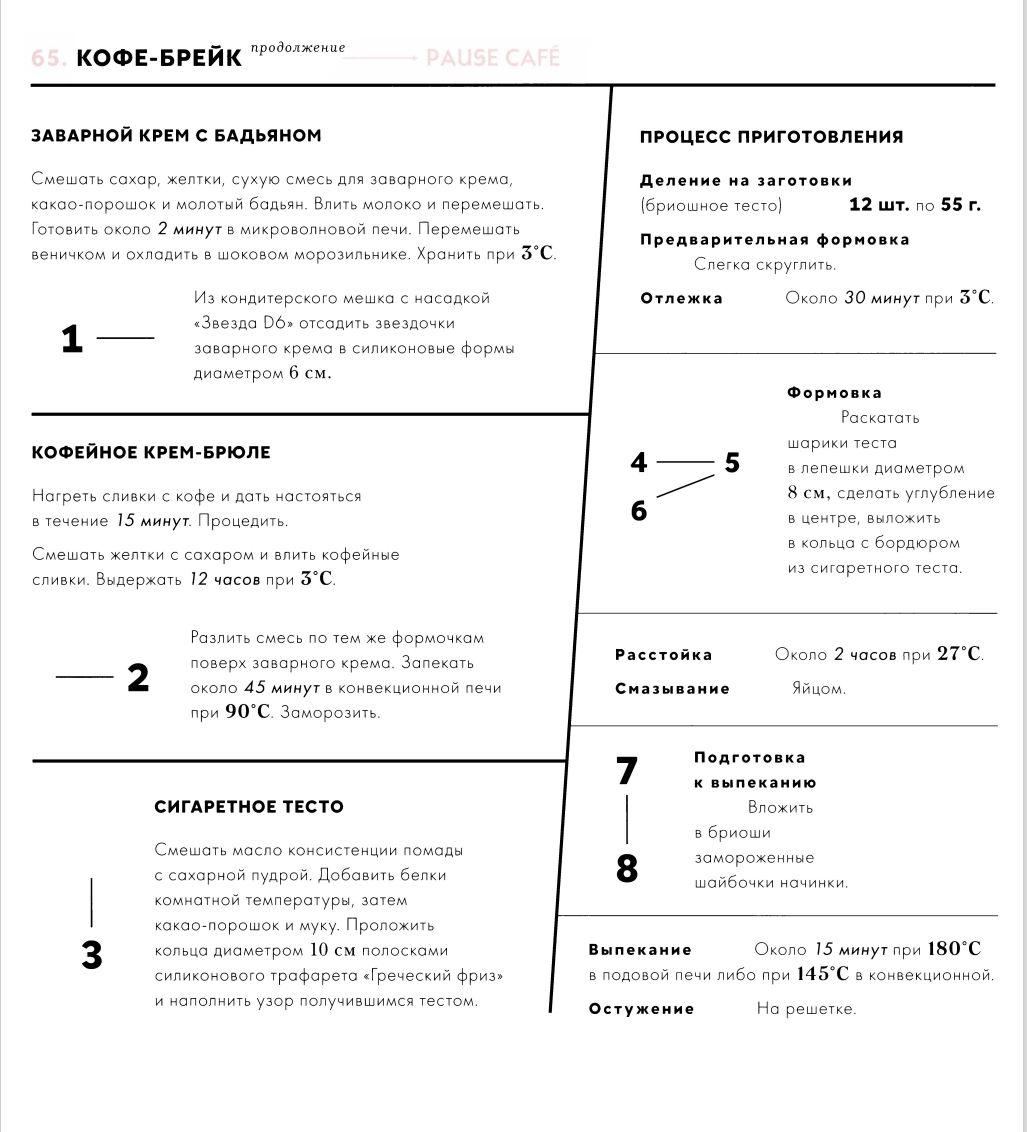 65. КОФЕ-БРЕЙК продолжение PAUSE CAFÉ
ЗАВАРНОЙ КРЕМ С БАДЬЯНОМ
Смешать сахар, желтки, сухую смесь для заварного крема,
какао-порошок и молотый бадьян. Влить молоко и перемешать.
Готовить около 2 минут в микроволновой печи. Перемешать
веничком и охладить в шоковом морозильнике. Хранить при 3°C.
1
Из кондитерского мешка с насадкой
«Звезда D6» отсадить звездочки
заварного крема в силиконовые формы
диаметром 6 см.
КОФЕЙНОЕ КРЕМ-БРЮЛЕ
Нагреть сливки с кофе и дать настояться
в течение 15 минут. Процедить.
Смешать желтки с сахаром и влить кофейные
сливки. Выдержать 12 часов при 3°C.
2
Разлить смесь по тем же формочкам
поверх заварного крема. Запекать
около 45 минут в конвекционной печи
при 90°C. Заморозить.
СИГАРЕТНОЕ ТЕСТО
3
Смешать масло консистенции помады
с сахарной пудрой. Добавить белки
комнатной температуры, затем
какао-порошок и муку. Проложить
кольца диаметром 10 см полосками
силиконового трафарета «Греческий фриз»
и наполнить узор получившимся тестом.
ПРОЦЕСС ПРИГОТОВЛЕНИЯ
Деление на заготовки
(бриошное тесто) 12 шт. по 55 г.
Предварительная формовка
Слегка скруглить.
Отлежка Около 30 минут при 3°C.
4 5
6
Формовка
Раскатать
шарики теста
в лепешки диаметром
8 см, сделать углубление
в центре, выложить
в кольца с бордюром
из сигаретного теста.
Расстойка Около 2 часов при 27°C.
Смазывание Яйцом.
7
8
Подготовка
к выпеканию
Вложить
в бриоши
замороженные
шайбочки начинки.
Выпекание Около 15 минут при 180°C
в подовой печи либо при 145°C в конвекционной.
Остужение На решетке.